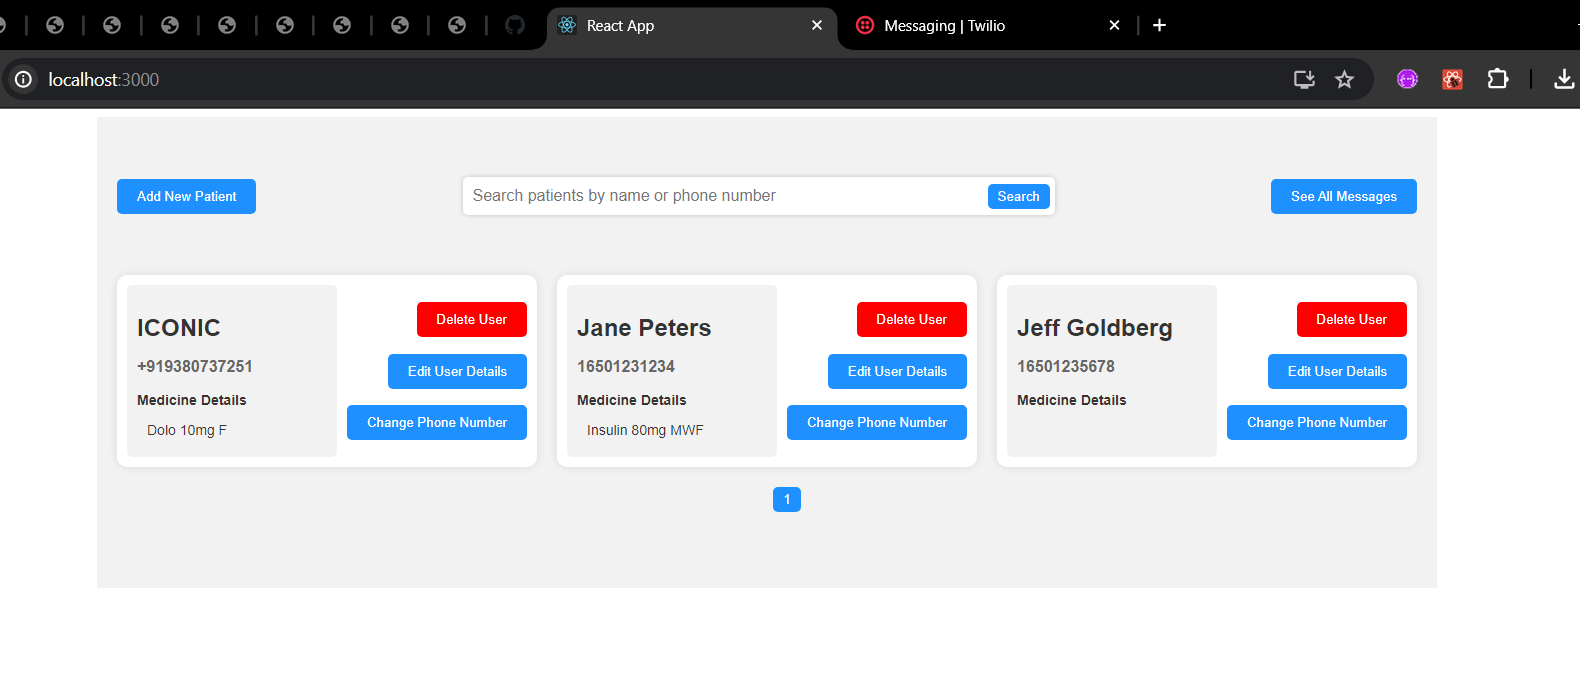 React App
Messaging | Twilio
localhost:3000
Add New Patient
Search patients by name or phone number
Search
See All Messages
ICONIC
+919380737251
Medicine Details
Dolo 10mg F
Delete User
Edit User Details
Change Phone Number
Jane Peters
16501231234
Medicine Details
Insulin 80mg MWF
Delete User
Edit User Details
Change Phone Number
Jeff Goldberg
16501235678
Medicine Details
Delete User
Edit User Details
Change Phone Number
1